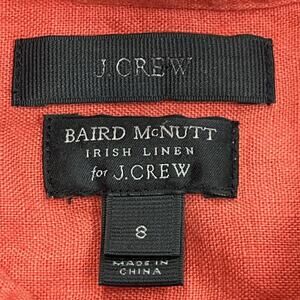 J.CREW
BAIRD McNUTT
IRISH LINEN
for J.CREW
8
MADE IN
CHINA